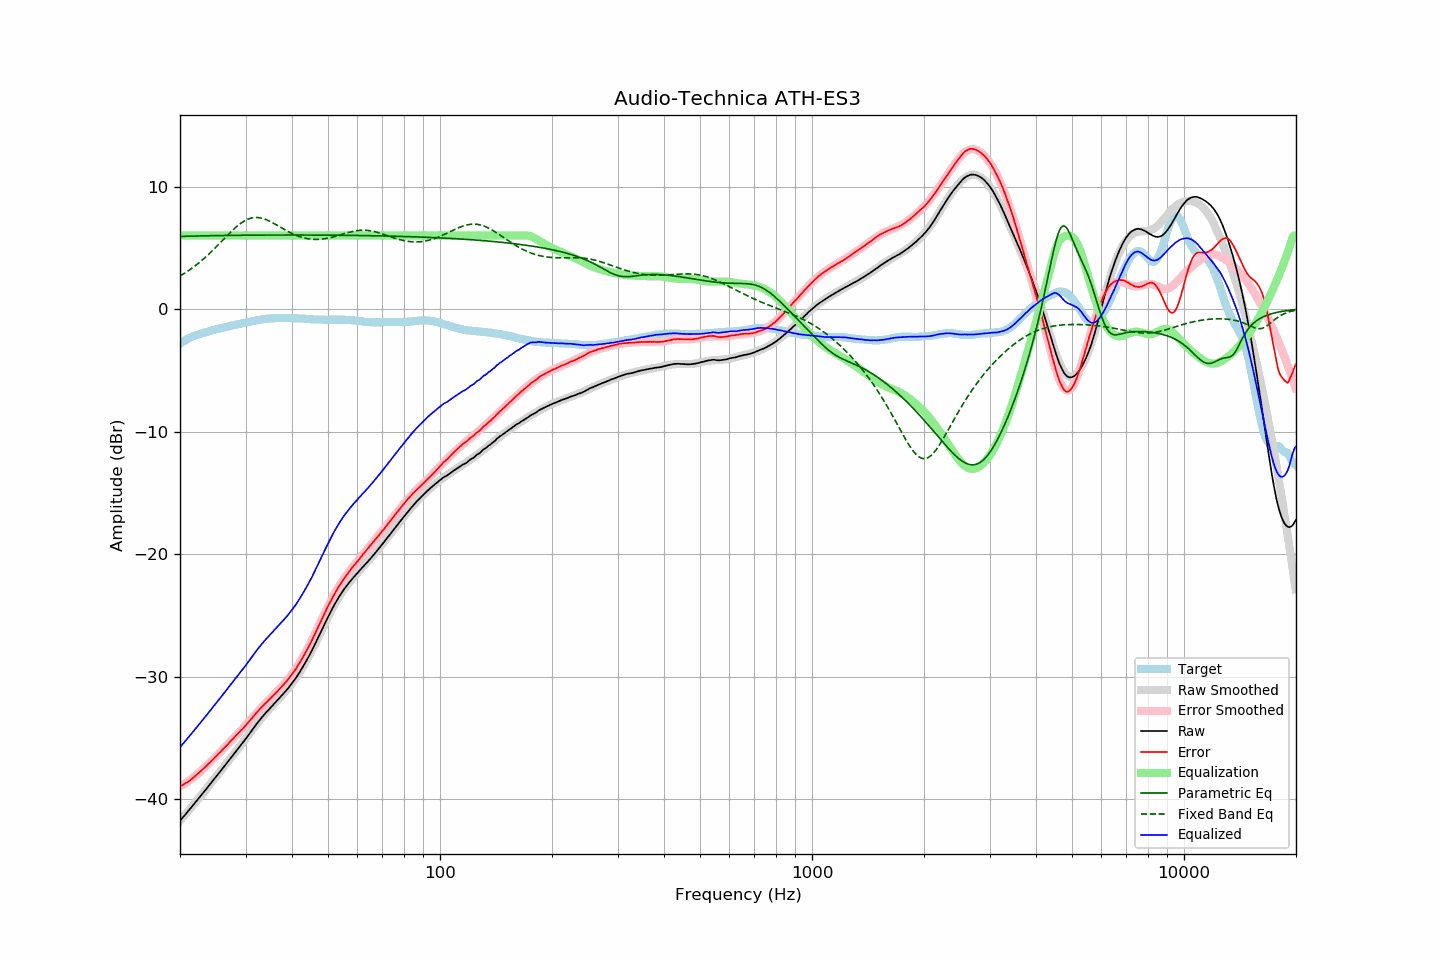 Audio-Technica ATH-ES3
Amplitude (dBr)
10
0
−10
−20
−30
−40
100
1000
10000
Frequency (Hz)
Target
Raw Smoothed
Error Smoothed
Raw
Error
Equalization
Parametric Eq
Fixed Band Eq
Equalized